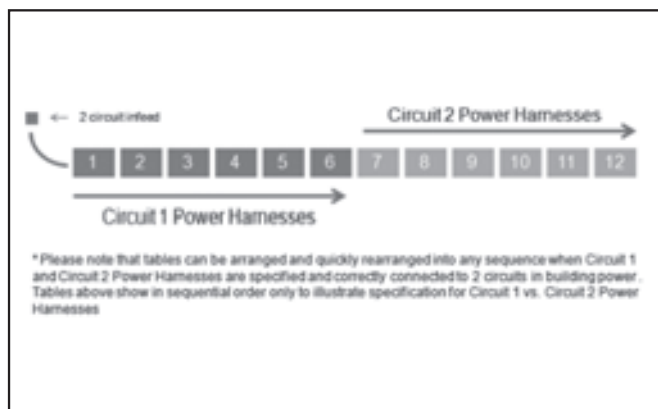 Circuit 2 Power Harnesses
← 2 circuit infeed
1 2 3 4 5 6 7 8 9 10 11 12
Circuit 1 Power Harnesses
* Please note that tables can be arranged and quickly rearranged into any sequence when Circuit 1
and Circuit 2 Power Harnesses are specified and correctly connected to 2 circuits in building power.
Tables above show in sequential order only to illustrate specification for Circuit 1 vs. Circuit 2 Power
Harnesses